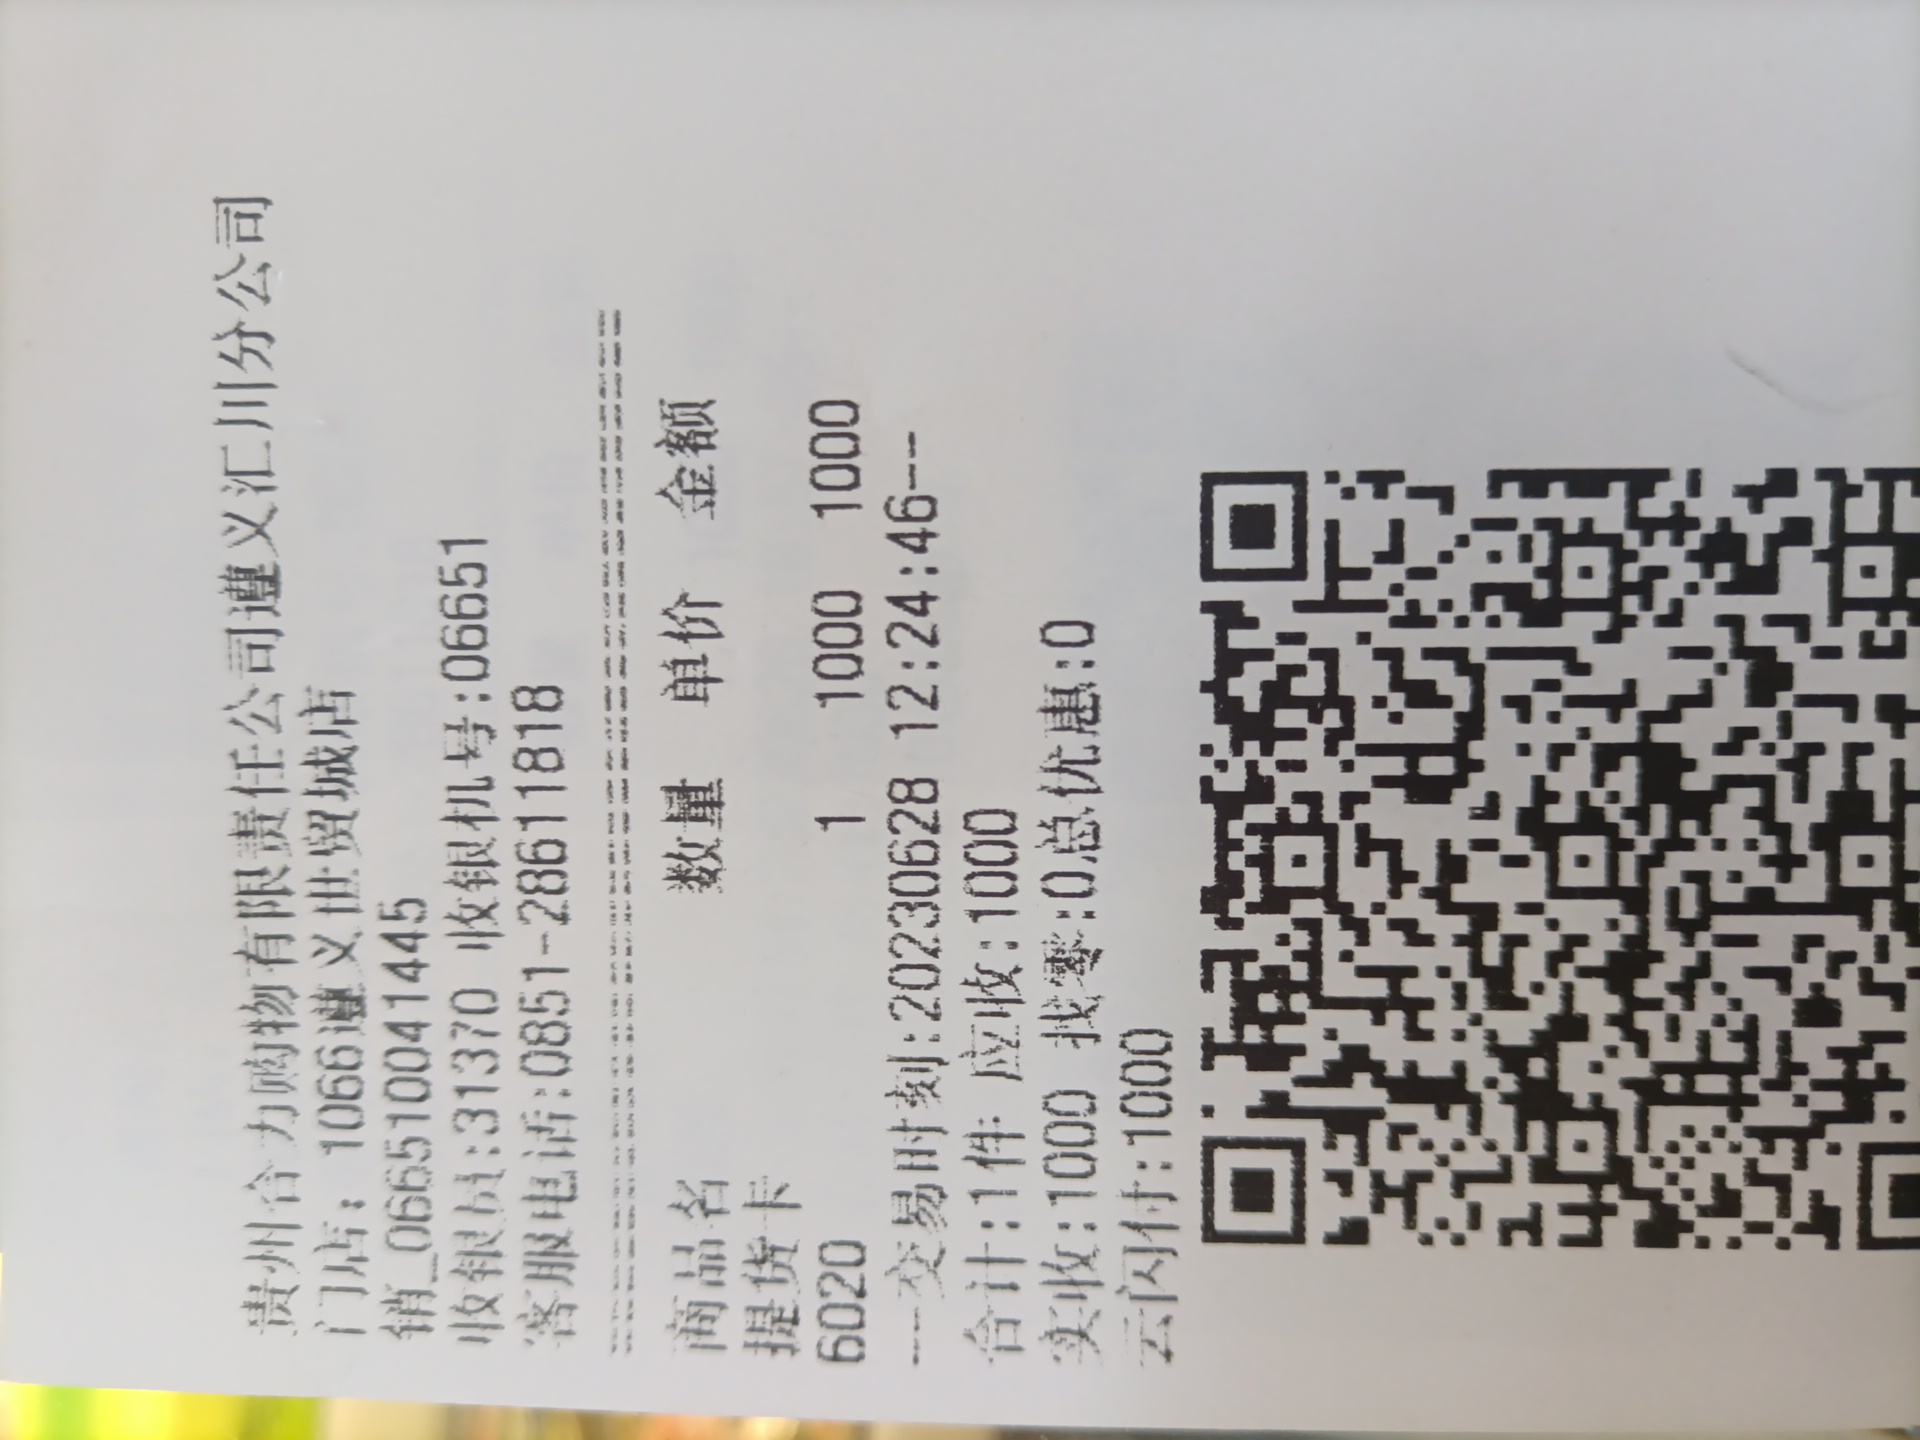 贵州合力购物有限责任公司遵义汇川分公司
门店: 1066遵义世贸城店
销_066510041445
收银员:31370 收银机号:06651
客服电话:0851-28611818
================================
商品名 数量 单价 金额
提货卡
6020 1 1000 1000
---交易时刻:20230628 12:24:46---
合计:1件 应收:1000
实收:1000 找零:0总优惠:0
云闪付:1000